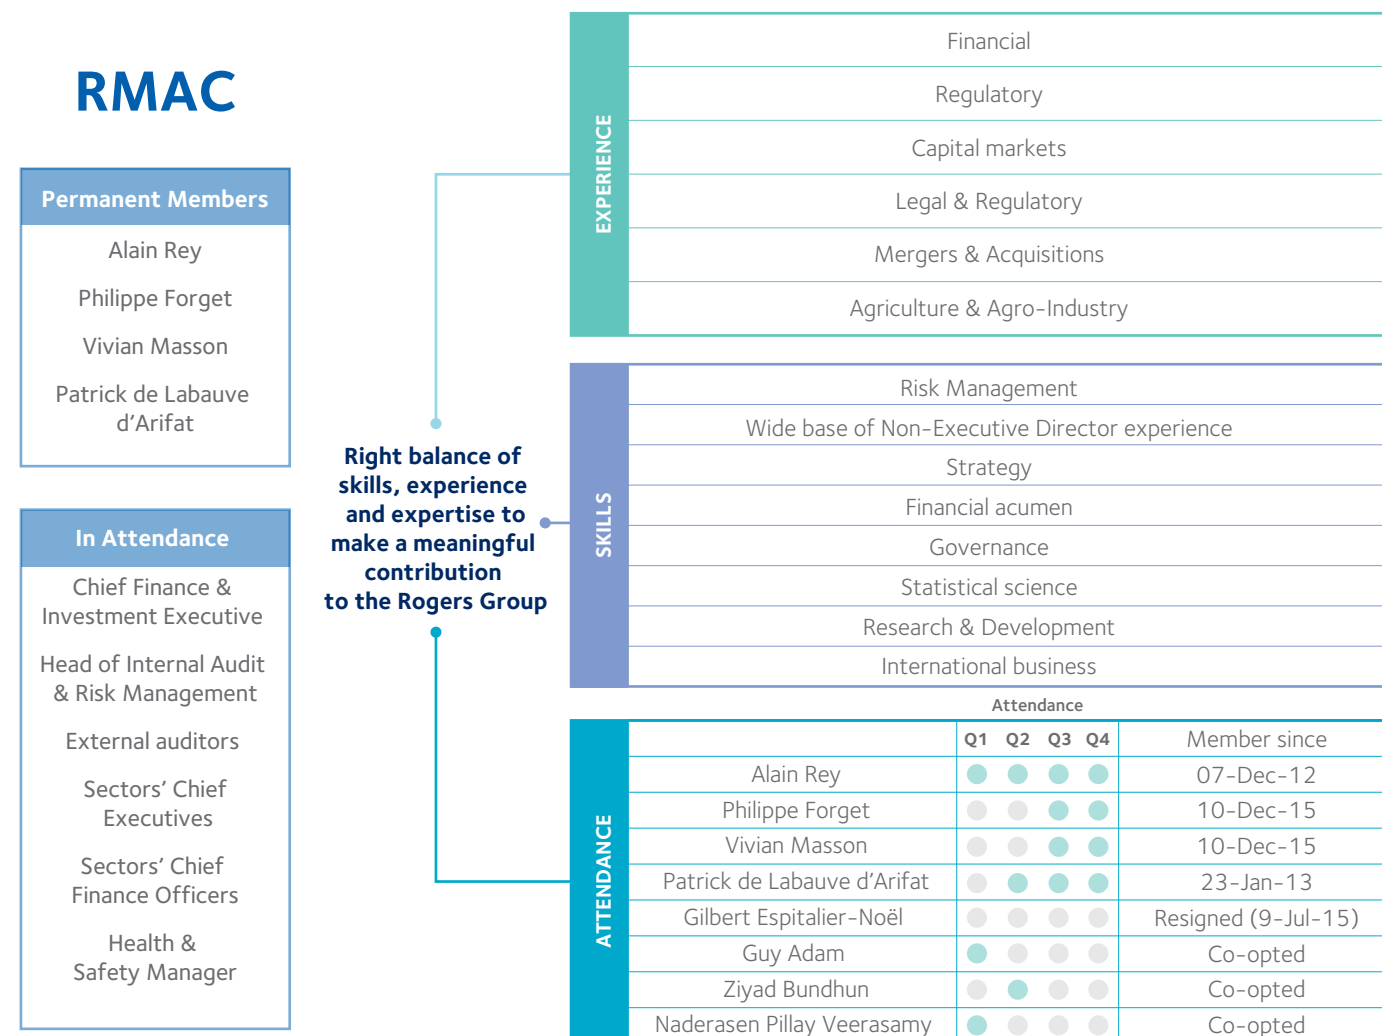 RMAC
Permanent Members
Alain Rey
Philippe Forget
Vivian Masson
Patrick de Labauve
d’Arifat
In Attendance
Chief Finance &
Investment Executive
Head of Internal Audit
& Risk Management
External auditors
Sectors’ Chief
Executives
Sectors’ Chief
Finance Officers
Health &
Safety Manager
Right balance of
skills, experience
and expertise to
make a meaningful
contribution
to the Rogers Group
EXPERIENCE
Financial
Regulatory
Capital markets
Legal & Regulatory
Mergers & Acquisitions
Agriculture & Agro-Industry
SKILLS
Risk Management
Wide base of Non-Executive Director experience
Strategy
Financial acumen
Governance
Statistical science
Research & Development
International business
Attendance
ATTENDANCE
Q1 Q2 Q3 Q4 Member since
Alain Rey 07-Dec-12
Philippe Forget 10-Dec-15
Vivian Masson 10-Dec-15
Patrick de Labauve d’Arifat 23-Jan-13
Gilbert Espitalier-Noël Resigned (9-Jul-15)
Guy Adam Co-opted
Ziyad Bundhun Co-opted
Naderasen Pillay Veerasamy Co-opted